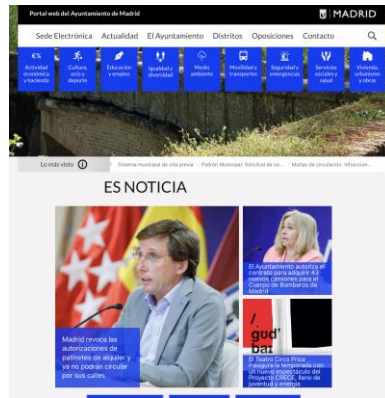 Portal web del Ayuntamiento de Madrid
MADRID
Sede Electrónica Actualidad El Ayuntamiento Distritos Oposiciones Contacto
Actividad económica y hacienda
Cultura, ocio y deporte
Educación y empleo
Igualdad y diversidad
Medio ambiente
Movilidad y transportes
Seguridad y emergencias
Servicios sociales y salud
Vivienda, urbanismo y obras
Lo más visto
Sistema municipal de cita previa
Padrón Municipal. Solicitud de co...
Multas de circulación. Infraccion...
ES NOTICIA
Madrid revoca las
autorizaciones de
patinetes de alquiler y
ya no podrán circular
por sus calles
El Ayuntamiento autoriza el
contrato para adquirir 43
nuevos camiones para el
Cuerpo de Bomberos de
Madrid
/.
gud'
bai
El Teatro Circo Price
inaugura la temporada con
un nuevo espectáculo del
Proyecto CRECE, lleno de
juventud y energía